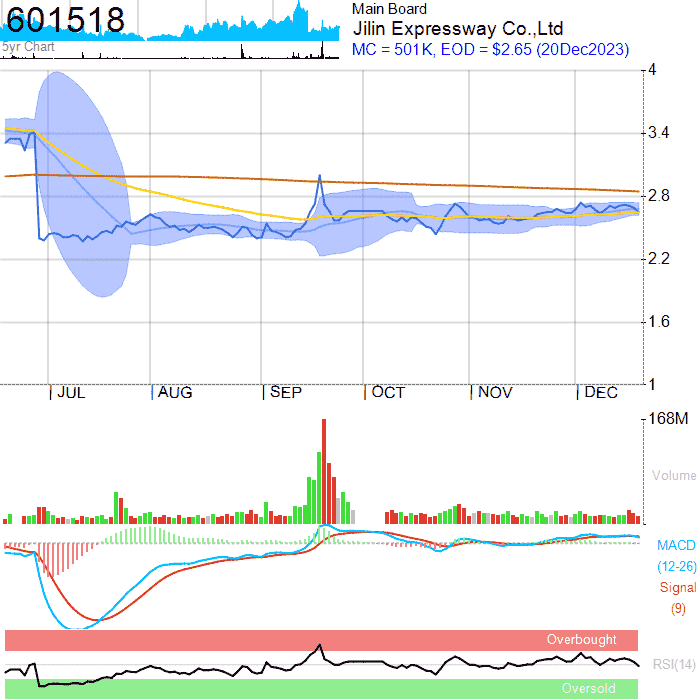 601518
Main Board
Jilin Expressway Co.,Ltd
5yr Chart
MC = 501K, EOD = $2.65 (20Dec2023)
4
3.4
2.8
2.2
1.6
1
JUL AUG SEP OCT NOV DEC
168M
Volume
MACD
(12-26)
Signal
(9)
Overbought
RSI(14)
Oversold